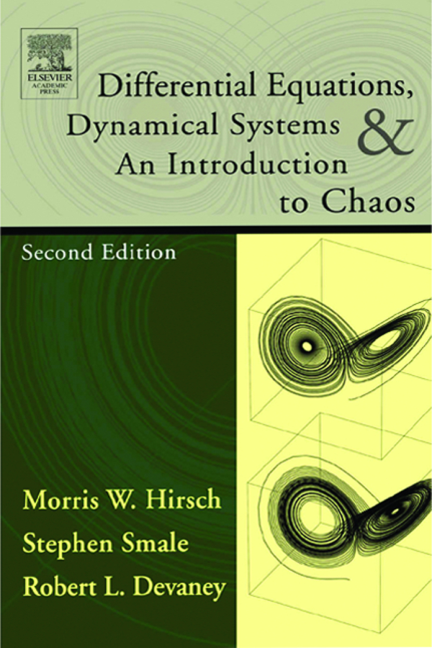 ELSEVIER
ACADEMIC
PRESS
Differential Equations,
Dynamical Systems &
An Introduction
to Chaos
Second Edition
Morris W. Hirsch
Stephen Smale
Robert L. Devaney